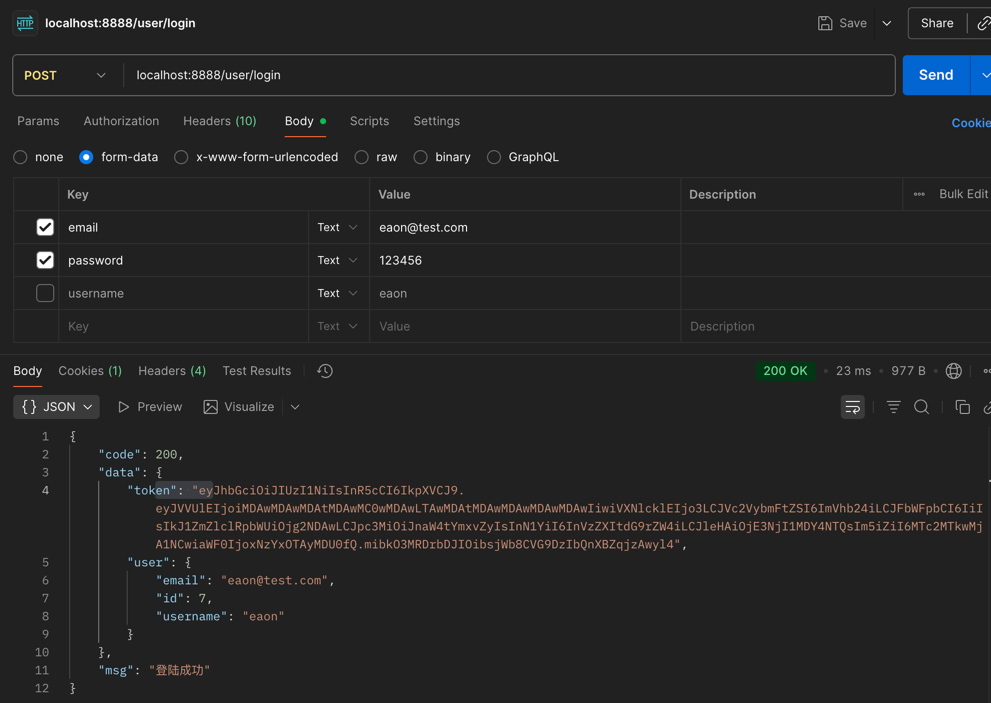 HTTP localhost:8888/user/login Save Share
POST localhost:8888/user/login Send
Params Authorization Headers (10) Body Scripts Settings Cookie
none form-data x-www-form-urlencoded raw binary GraphQL
Key Value Description Bulk Edit
email Text eaon@test.com
password Text 123456
username Text eaon
Key Text Value Description
Body Cookies (1) Headers (4) Test Results 200 OK 23 ms 977 B
{} JSON Preview Visualize
1 {
2 "code": 200,
3 "data": {
4 "token": "eyJhbGciOiJIUzI1NiIsInR5cCI6IkpXVCJ9.
eyJVVUlEIjoiMDAwMDAwMDAtMDAwMC0wMDAwLTAwMDAtMDAwMDAwMDAwMDAwIiwiVXNlcklEIjo3LCJVc2VybmFtZSI6ImVhb24iLCJFbWFpbCI6IiI
sIkJ1ZmZlclRpbWUiOjg2NDAwLCJpc3MiOiJnaW4tYmxvZyIsInN1YiI6InVzZXItdG9rZW4iLCJleHAiOjE3NjI1MDY4NTQsIm5iZiI6MTc2MTkwMj
A1NCwiaWF0IjoxNzYxOTAyMDU0fQ.mibkO3MRDrbDJIOibsjWb8CVG9DzIbQnXBZqjzAwyl4",
5 "user": {
6 "email": "eaon@test.com",
7 "id": 7,
8 "username": "eaon"
9 }
10 },
11 "msg": "登陆成功"
12 }